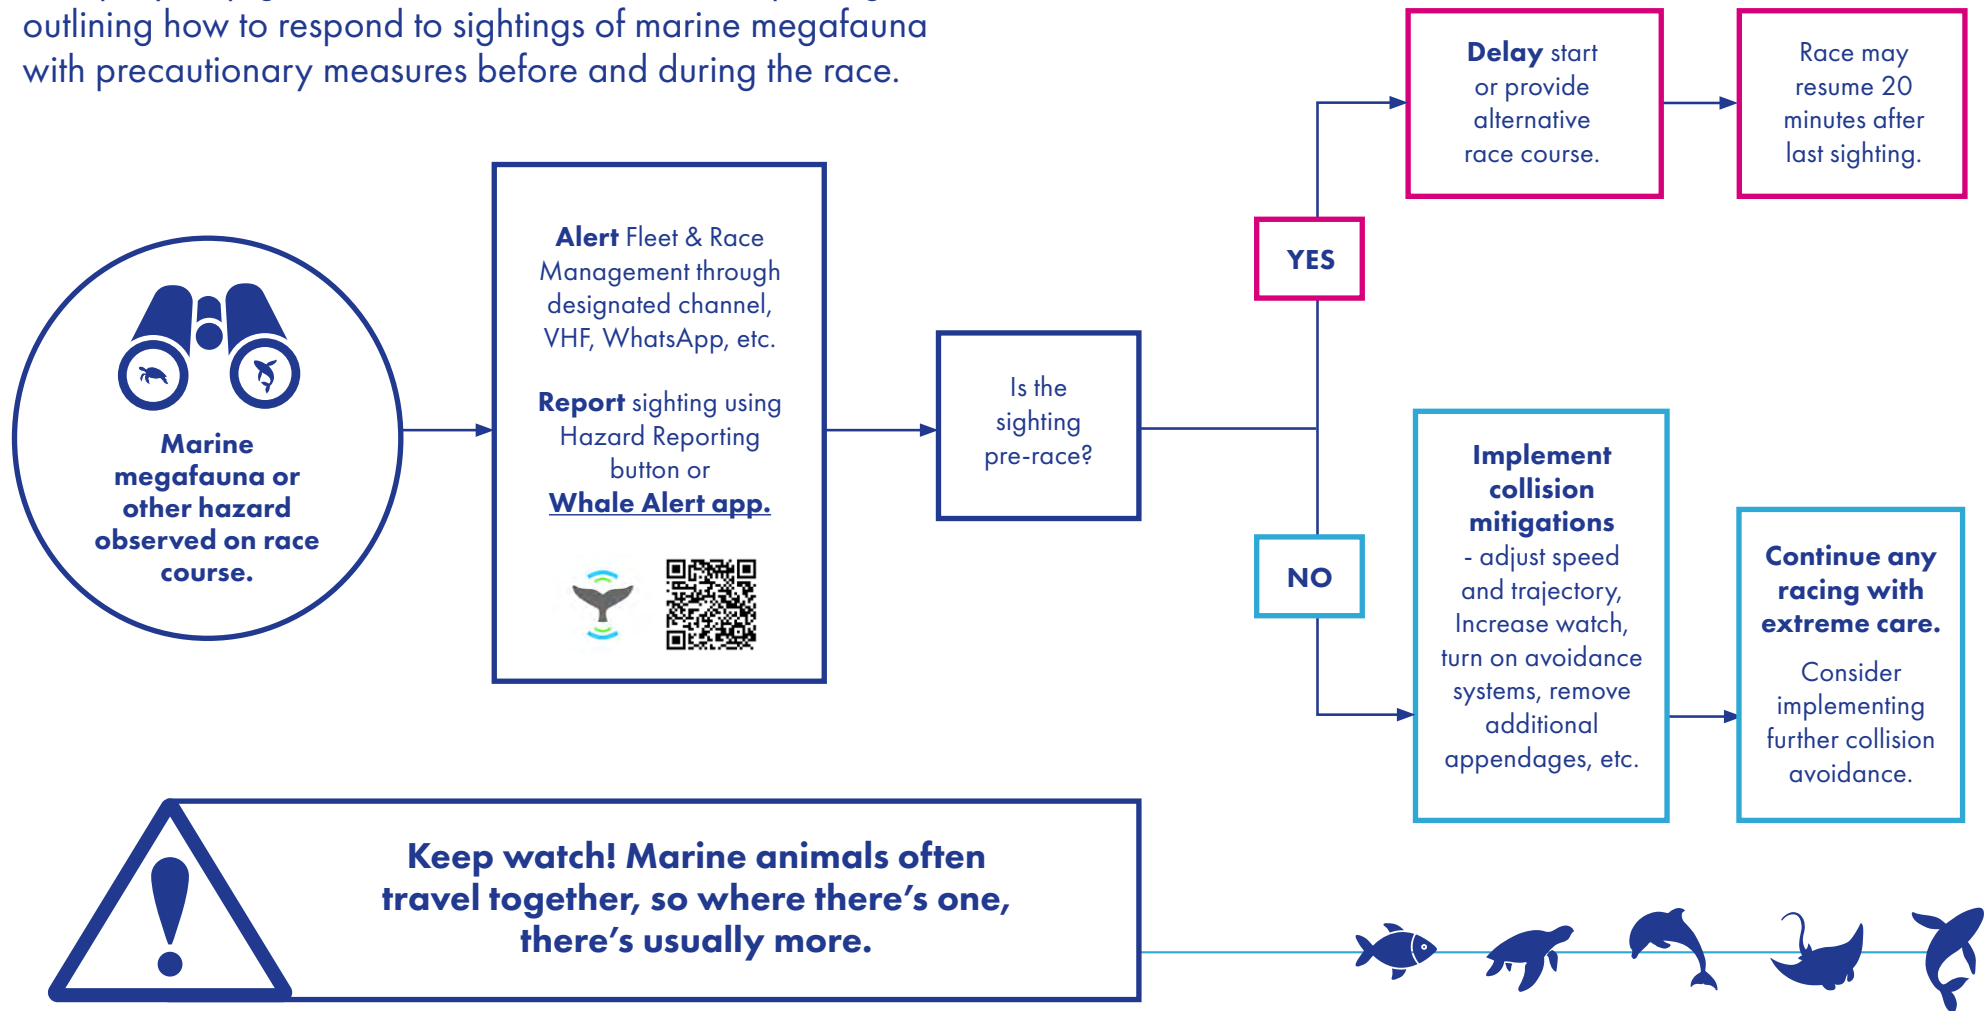 outlining how to respond to sightings of marine megafauna
with precautionary measures before and during the race.
Marine
megafauna or
other hazard
observed on race
course.
Alert Fleet & Race
Management through
designated channel,
VHF, WhatsApp, etc.
Report sighting using
Hazard Reporting
button or
Whale Alert app.
Is the
sighting
pre-race?
YES
Delay start
or provide
alternative
race course.
Race may
resume 20
minutes after
last sighting.
NO
Implement
collision
mitigations
- adjust speed
and trajectory,
Increase watch,
turn on avoidance
systems, remove
additional
appendages, etc.
Continue any
racing with
extreme care.
Consider
implementing
further collision
avoidance.
Keep watch! Marine animals often
travel together, so where there’s one,
there’s usually more.